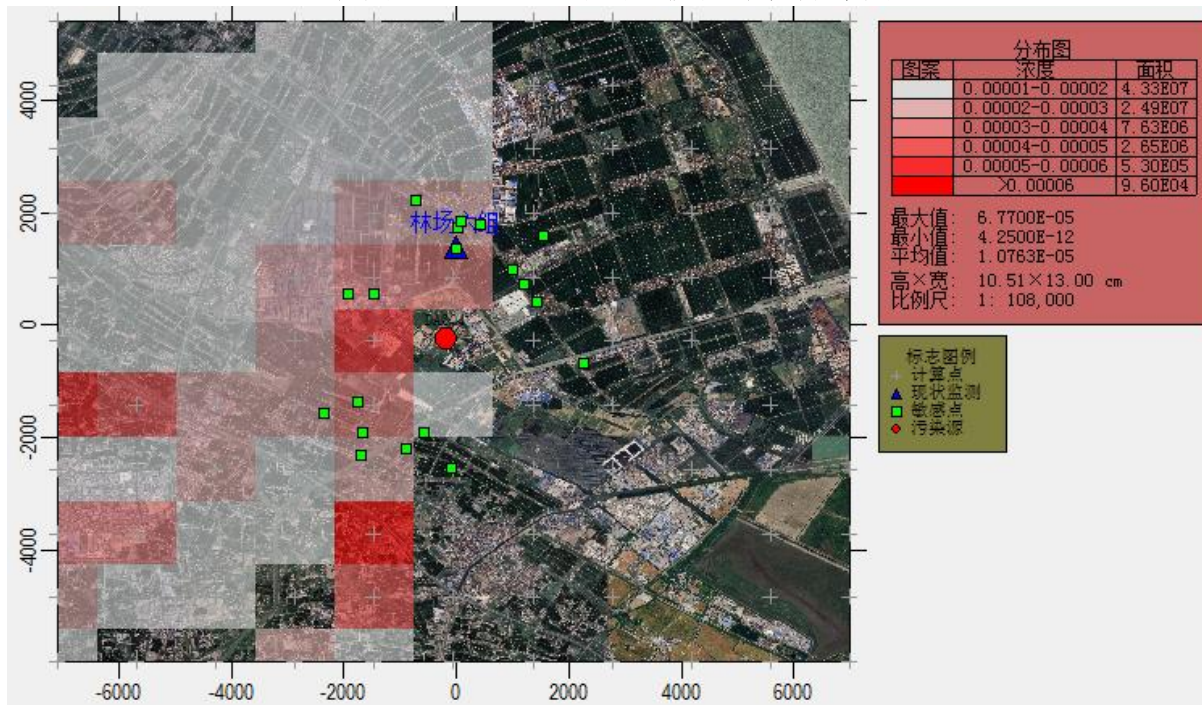 分布图
图案 浓度 面积
0.00001-0.00002 4.33E07
0.00002-0.00003 2.49E07
0.00003-0.00004 7.63E06
0.00004-0.00005 2.65E06
0.00005-0.00006 5.30E05
>0.00006 9.60E04
最大值: 6.7700E-05
最小值: 4.2500E-12
平均值: 1.0763E-05
高×宽: 10.51×13.00 cm
比例尺: 1: 108,000
标志图例
计算点
现状监测
敏感点
污染源
4000
2000
林场六组
0
-2000
-4000
-6000 -4000 -2000 0 2000 4000 6000